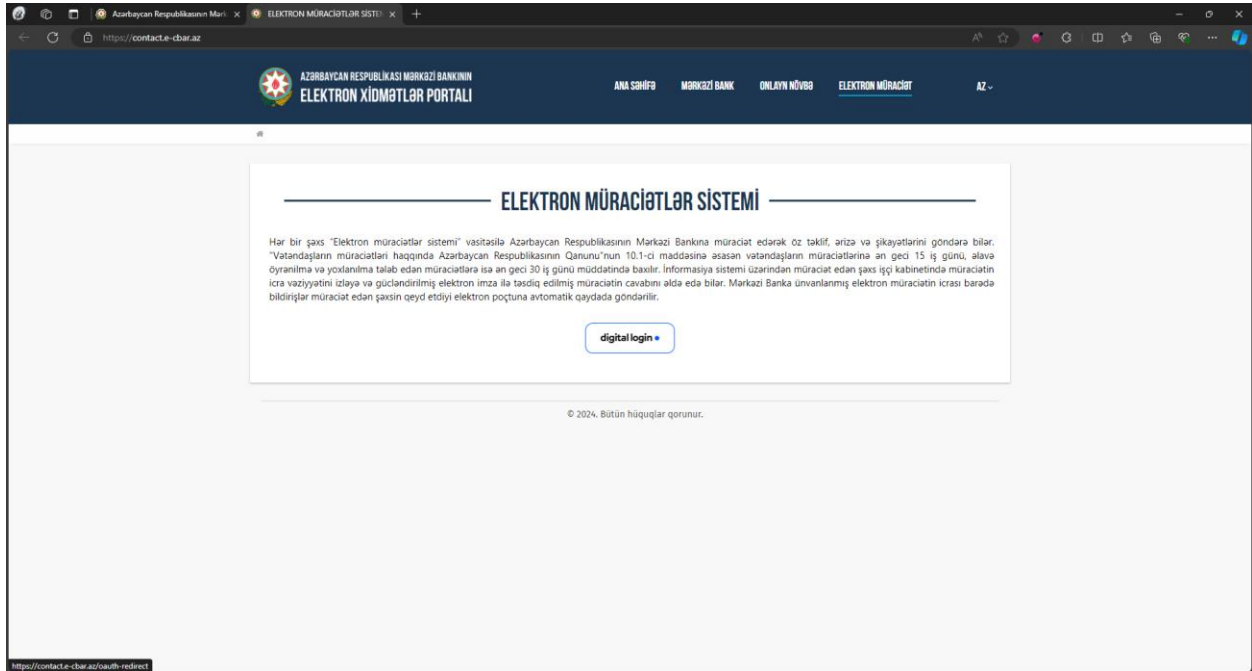 Azərbaycan Respublikasının Mərk
ELEKTRON MÜRACİƏTLƏR SİSTE
https://contact.e-cbar.az
AZƏRBAYCAN RESPUBLİKASI MƏRKƏZİ BANKININ
ELEKTRON XİDMƏTLƏR PORTALI
ANA SƏHİFƏ MƏRKƏZİ BANK ONLAYN NÖVBƏ ELEKTRON MÜRACİƏT AZ
ELEKTRON MÜRACİƏTLƏR SİSTEMİ
Hər bir şəxs "Elektron müraciətlər sistemi" vasitəsilə Azərbaycan Respublikasının Mərkəzi Bankına müraciət edərək öz təklif, ərizə və şikayətlərini göndərə bilər.
"Vətəndaşların müraciətləri haqqında Azərbaycan Respublikasının Qanunu"nun 10.1-ci maddəsinə əsasən vətəndaşların müraciətlərinə ən geci 15 iş günü, əlavə
öyrənilmə və yoxlanılma tələb edən müraciətlərə isə ən geci 30 iş günü müddətində baxılır. İnformasiya sistemi üzərindən müraciət edən şəxs işçi kabinetində müraciətin
icra vəziyyətini izləyə və gücləndirilmiş elektron imza ilə təsdiq edilmiş müraciətin cavabını əldə edə bilər. Mərkəzi Banka ünvanlanmış elektron müraciətin icrası barədə
bildirişlər müraciət edən şəxsin qeyd etdiyi elektron poçtuna avtomatik qaydada göndərilir.
digital login
© 2024. Bütün hüquqlar qorunur.
https://contact.e-cbar.az/oauth-redirect